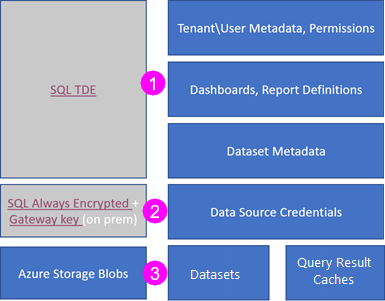 Tenant\User Metadata, Permissions
SQL TDE
1
Dashboards, Report Definitions
Dataset Metadata
SQL Always Encrypted +
Gateway key (on prem)
2
Data Source Credentials
Azure Storage Blobs
3
Datasets
Query Result
Caches